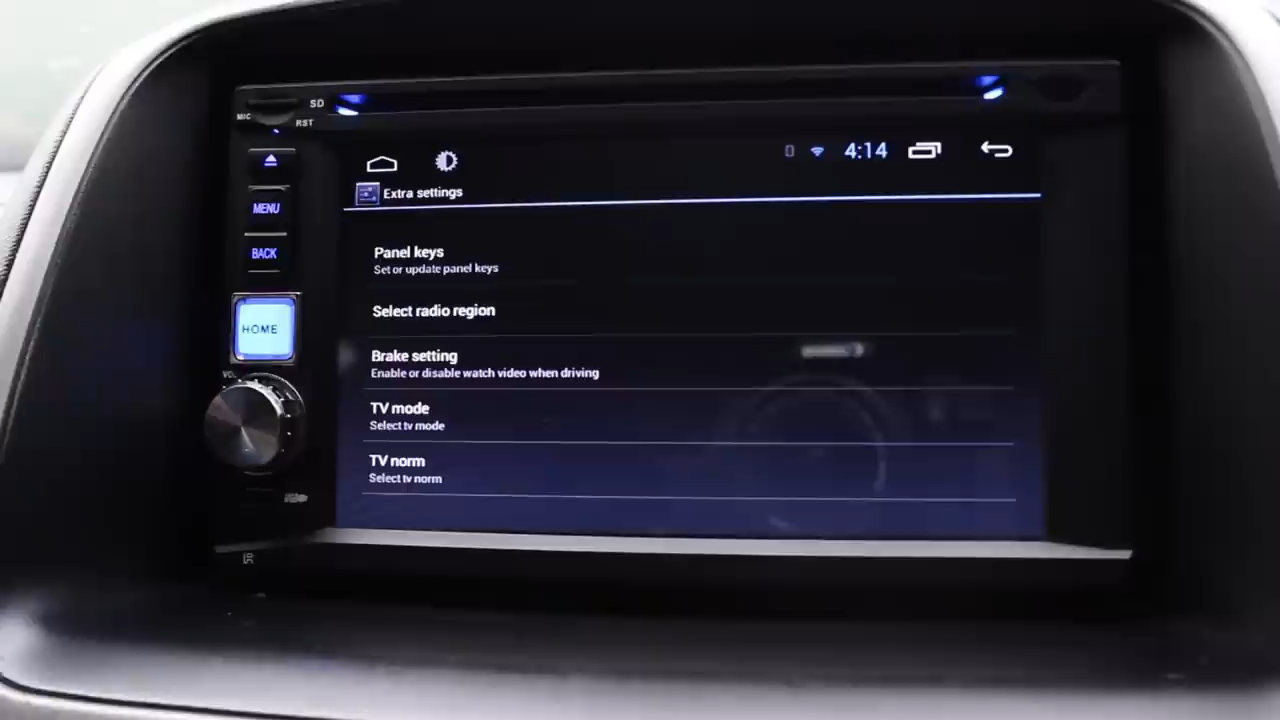 SD
MIC
RST
MENU
BACK
HOME
VOL
4:14
Extra settings
Panel keys
Set or update panel keys
Select radio region
Brake setting
Enable or disable watch video when driving
TV mode
Select tv mode
TV norm
Select tv norm